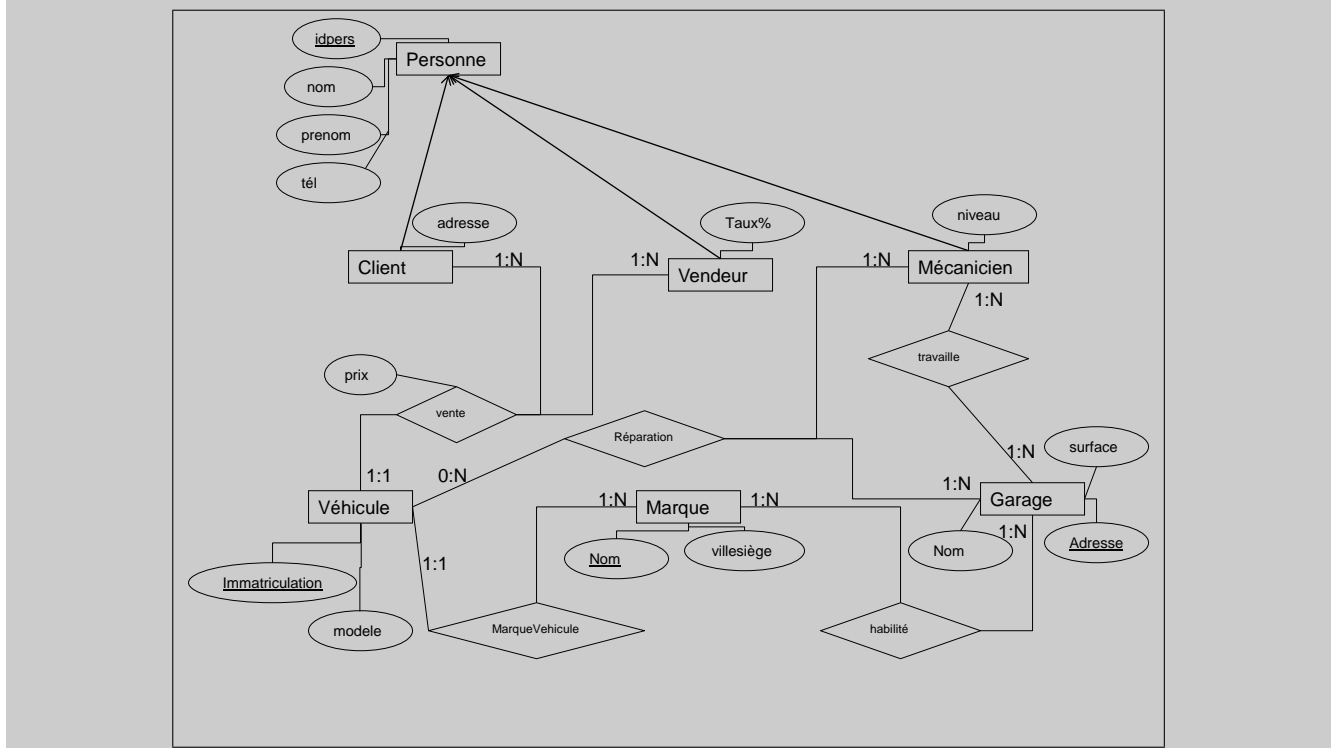 idpers
Personne
nom
prenom
tél
adresse
Taux%
niveau
Client
1:N
1:N
Vendeur
1:N
Mécanicien
1:N
travaille
prix
vente
Réparation
surface
1:N
1:1
0:N
1:N
Véhicule
1:N
Marque
1:N
Garage
1:N
Nom
villesiège
Nom
Adresse
1:1
Immatriculation
modele
MarqueVehicule
habilité